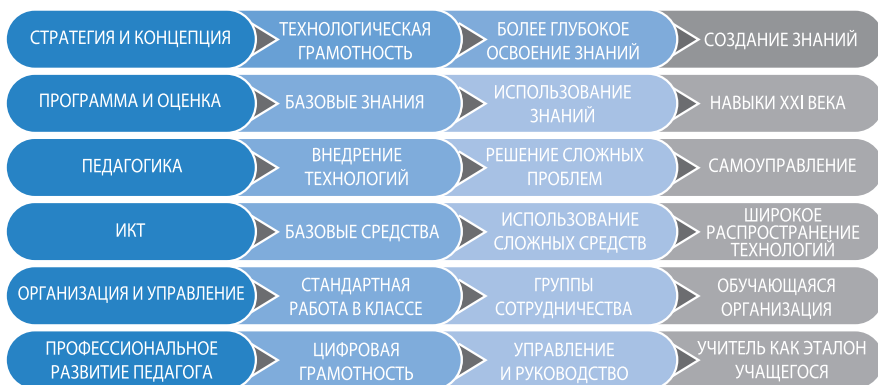 СТРАТЕГИЯ И КОНЦЕПЦИЯ
ТЕХНОЛОГИЧЕСКАЯ
ГРАМОТНОСТЬ
БОЛЕЕ ГЛУБОКОЕ
ОСВОЕНИЕ ЗНАНИЙ
СОЗДАНИЕ ЗНАНИЙ
ПРОГРАММА И ОЦЕНКА
БАЗОВЫЕ ЗНАНИЯ
ИСПОЛЬЗОВАНИЕ
ЗНАНИЙ
НАВЫКИ XXI ВЕКА
ПЕДАГОГИКА
ВНЕДРЕНИЕ
ТЕХНОЛОГИЙ
РЕШЕНИЕ СЛОЖНЫХ
ПРОБЛЕМ
САМОУПРАВЛЕНИЕ
ИКТ
БАЗОВЫЕ СРЕДСТВА
ИСПОЛЬЗОВАНИЕ
СЛОЖНЫХ СРЕДСТВ
ШИРОКОЕ
РАСПРОСТРАНЕНИЕ
ТЕХНОЛОГИЙ
ОРГАНИЗАЦИЯ И УПРАВЛЕНИЕ
СТАНДАРТНАЯ
РАБОТА В КЛАССЕ
ГРУППЫ
СОТРУДНИЧЕСТВА
ОБУЧАЮЩАЯСЯ
ОРГАНИЗАЦИЯ
ПРОФЕССИОНАЛЬНОЕ
РАЗВИТИЕ ПЕДАГОГА
ЦИФРОВАЯ
ГРАМОТНОСТЬ
УПРАВЛЕНИЕ
И РУКОВОДСТВО
УЧИТЕЛЬ КАК ЭТАЛОН
УЧАЩЕГОСЯ